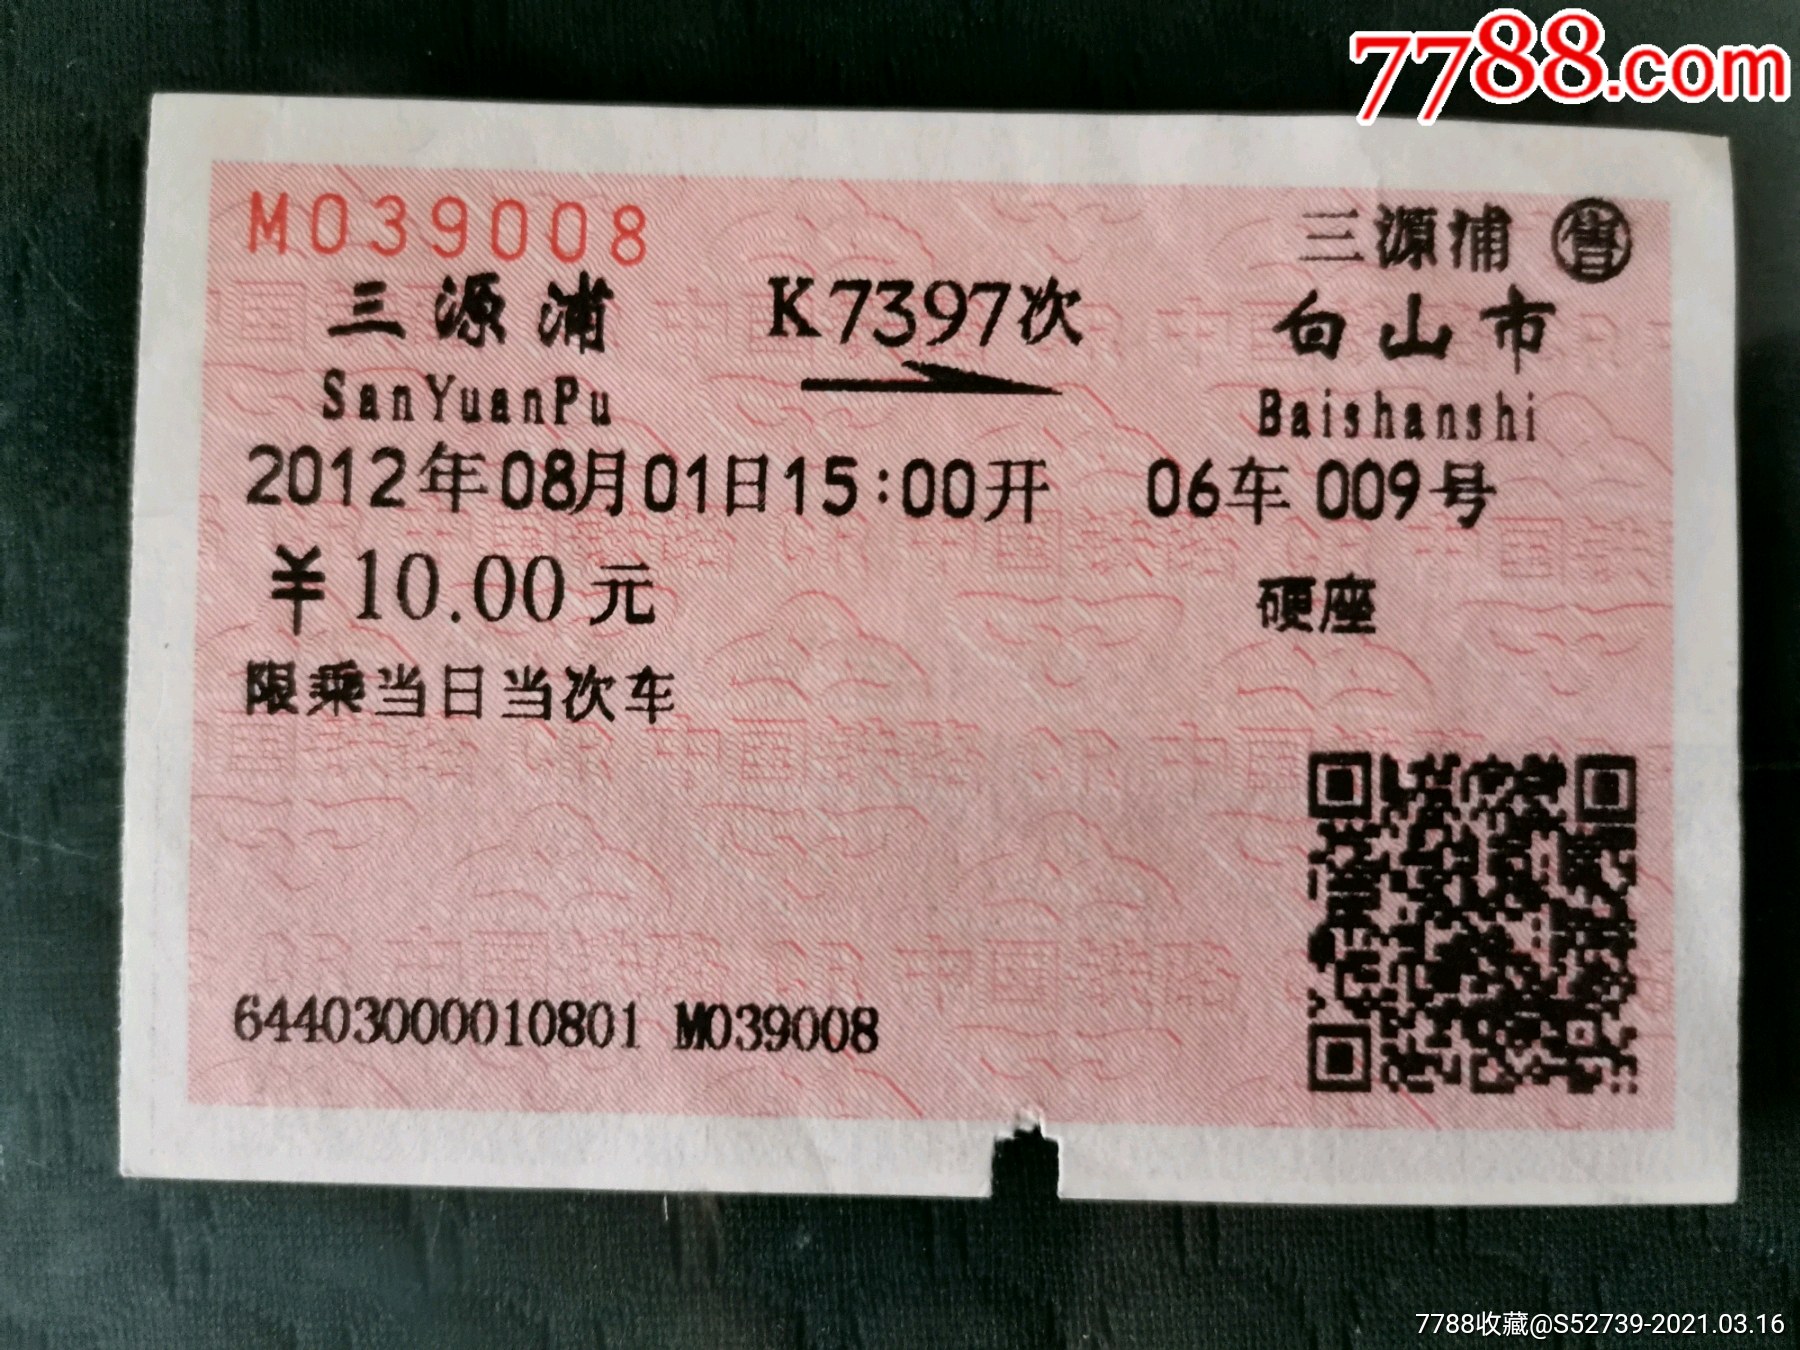 7788.com
M039008
三源浦 售
三源浦 K7397次 白山市
SanYuanPu Baishanshi
2012年08月01日15:00开 06车009号
￥10.00元 硬座
限乘当日当次车
64403000010801 M039008
7788收藏@S52739-2021.03.16